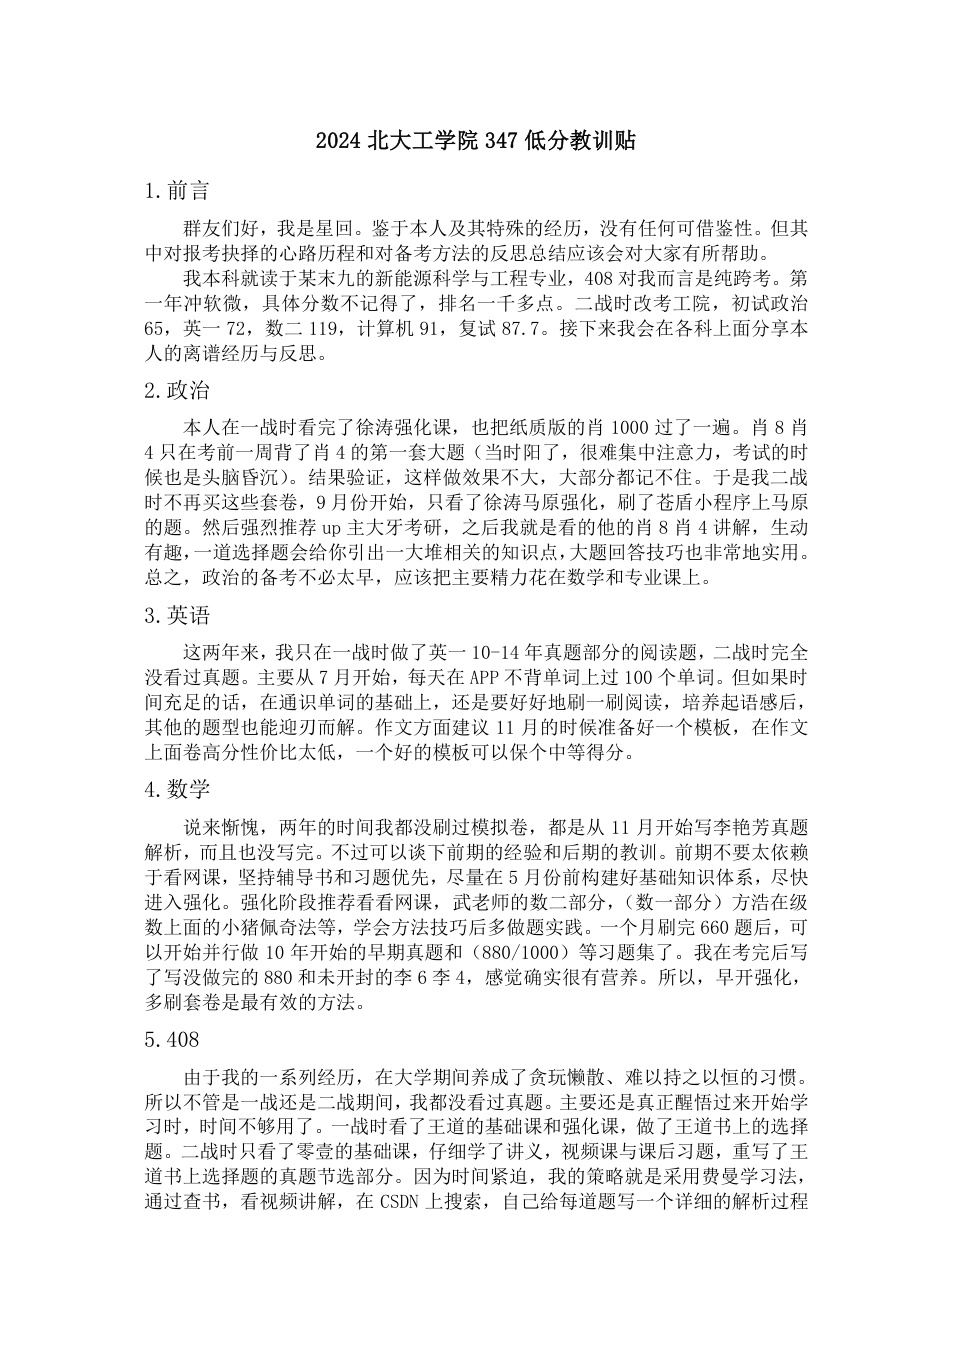 2024 北大工学院 347 低分教训贴
1.前言
群友们好，我是星回。鉴于本人及其特殊的经历，没有任何可借鉴性。但其
中对报考抉择的心路历程和对备考方法的反思总结应该会对大家有所帮助。
我本科就读于某末九的新能源科学与工程专业，408 对我而言是纯跨考。第
一年冲软微，具体分数不记得了，排名一千多点。二战时改考工院，初试政治
65，英一 72，数二 119，计算机 91，复试 87.7。接下来我会在各科上面分享本
人的离谱经历与反思。
2.政治
本人在一战时看完了徐涛强化课，也把纸质版的肖 1000 过了一遍。肖 8 肖
4 只在考前一周背了肖 4 的第一套大题（当时阳了，很难集中注意力，考试的时
候也是头脑昏沉）。结果验证，这样做效果不大，大部分都记不住。于是我二战
时不再买这些套卷，9 月份开始，只看了徐涛马原强化，刷了苍盾小程序上马原
的题。然后强烈推荐 up 主大牙考研，之后我就是看的他的肖 8 肖 4 讲解，生动
有趣，一道选择题会给你引出一大堆相关的知识点，大题回答技巧也非常地实用。
总之，政治的备考不必太早，应该把主要精力花在数学和专业课上。
3.英语
这两年来，我只在一战时做了英一 10-14 年真题部分的阅读题，二战时完全
没看过真题。主要从 7 月开始，每天在 APP 不背单词上过 100 个单词。但如果时
间充足的话，在通识单词的基础上，还是要好好地刷一刷阅读，培养起语感后，
其他的题型也能迎刃而解。作文方面建议 11 月的时候准备好一个模板，在作文
上面卷高分性价比太低，一个好的模板可以保个中等得分。
4.数学
说来惭愧，两年的时间我都没刷过模拟卷，都是从 11 月开始写李艳芳真题
解析，而且也没写完。不过可以谈下前期的经验和后期的教训。前期不要太依赖
于看网课，坚持辅导书和习题优先，尽量在 5 月份前构建好基础知识体系，尽快
进入强化。强化阶段推荐看看网课，武老师的数二部分，（数一部分）方浩在级
数上面的小猪佩奇法等，学会方法技巧后多做题实践。一个月刷完 660 题后，可
以开始并行做 10 年开始的早期真题和（880/1000）等习题集了。我在考完后写
了写没做完的 880 和未开封的李 6 李 4，感觉确实很有营养。所以，早开强化，
多刷套卷是最有效的方法。
5.408
由于我的一系列经历，在大学期间养成了贪玩懒散、难以持之以恒的习惯。
所以不管是一战还是二战期间，我都没看过真题。主要还是真正醒悟过来开始学
习时，时间不够用了。一战时看了王道的基础课和强化课，做了王道书上的选择
题。二战时只看了零壹的基础课，仔细学了讲义，视频课与课后习题，重写了王
道书上选择题的真题节选部分。因为时间紧迫，我的策略就是采用费曼学习法，
通过查书，看视频讲解，在 CSDN 上搜索，自己给每道题写一个详细的解析过程